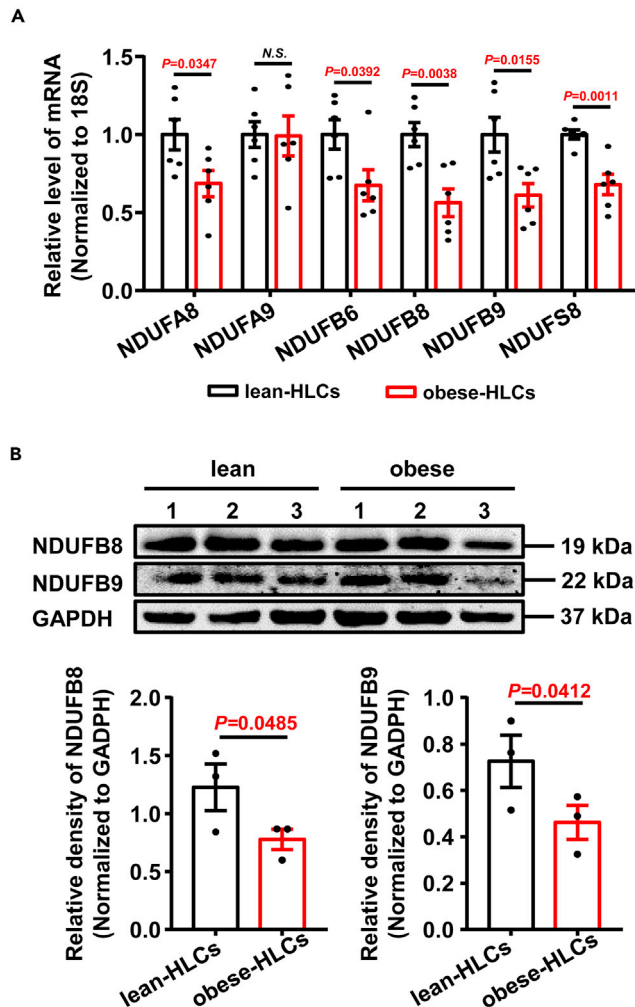 A
Relative level of mRNA
(Normalized to 18S)
1.5
1.0
0.5
0.0
P=0.0347
N.S.
P=0.0392
P=0.0038
P=0.0155
P=0.0011
NDUFA8
NDUFA9
NDUFB6
NDUFB8
NDUFB9
NDUFS8
lean-HLCs
obese-HLCs
B
lean
obese
1 2 3 1 2 3
NDUFB8 19 kDa
NDUFB9 22 kDa
GAPDH 37 kDa
Relative density of NDUFB8
(Normalized to GADPH)
2.0
1.5
1.0
0.5
0.0
P=0.0485
lean-HLCs
obese-HLCs
Relative density of NDUFB9
(Normalized to GADPH)
1.0
0.8
0.6
0.4
0.2
0.0
P=0.0412
lean-HLCs
obese-HLCs